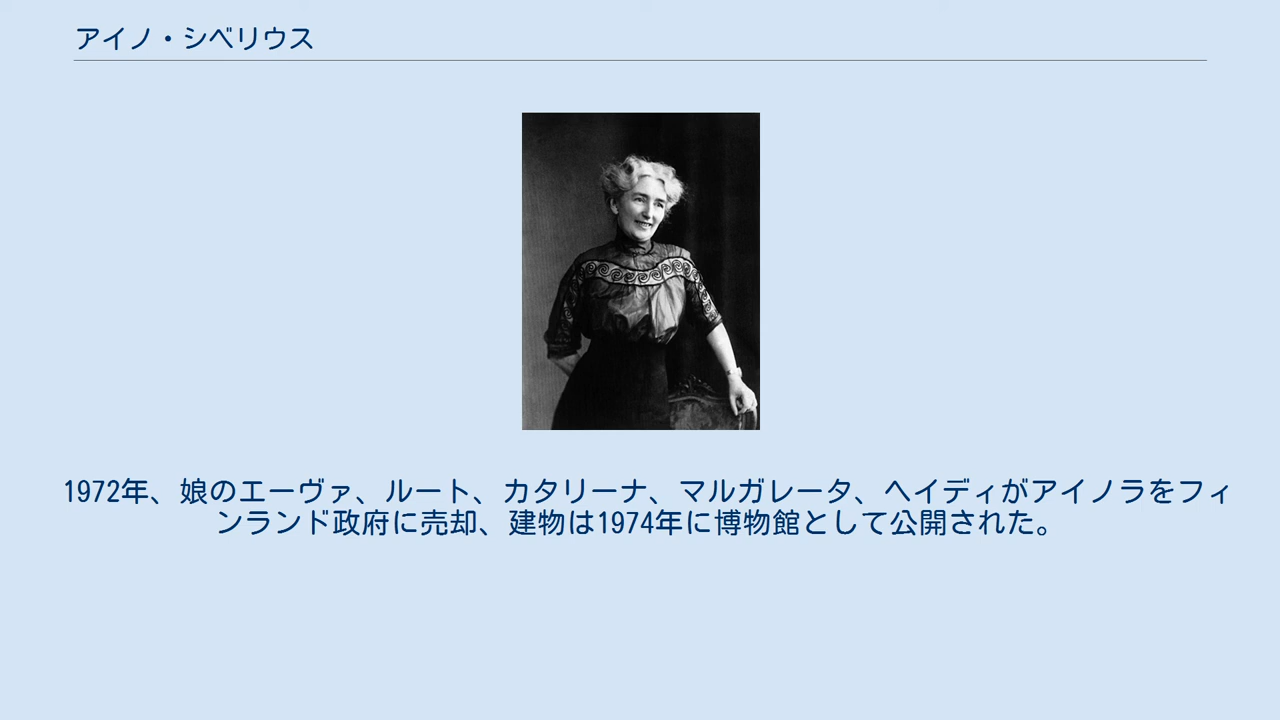 アイノ・シベリウス
1972年、娘のエーヴァ、ルート、カタリーナ、マルガレータ、ヘイディがアイノラをフィ
ンランド政府に売却、建物は1974年に博物館として公開された。